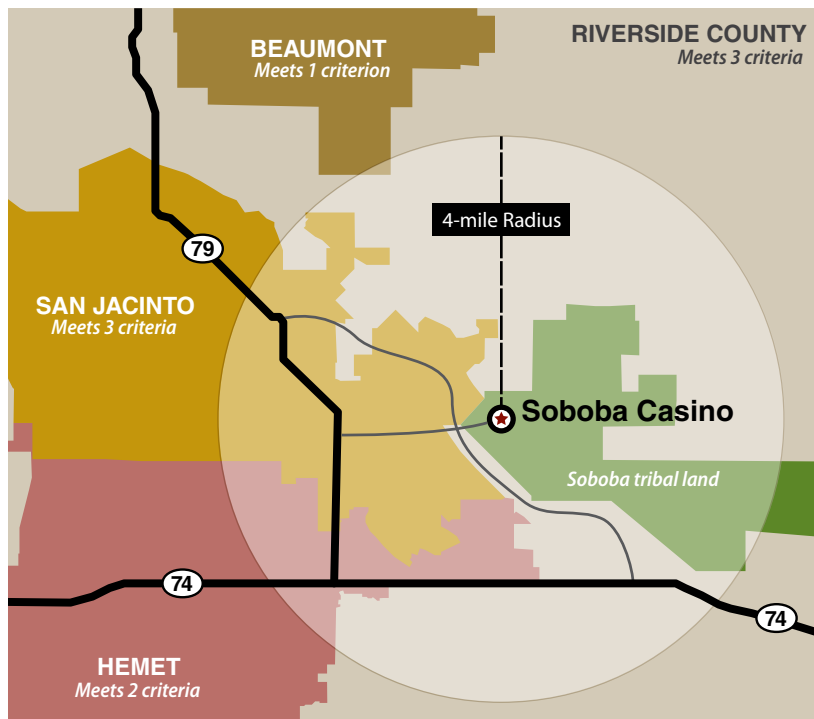 RIVERSIDE COUNTY
Meets 3 criteria
BEAUMONT
Meets 1 criterion
4-mile Radius
79
SAN JACINTO
Meets 3 criteria
Soboba Casino
Soboba tribal land
74
74
HEMET
Meets 2 criteria